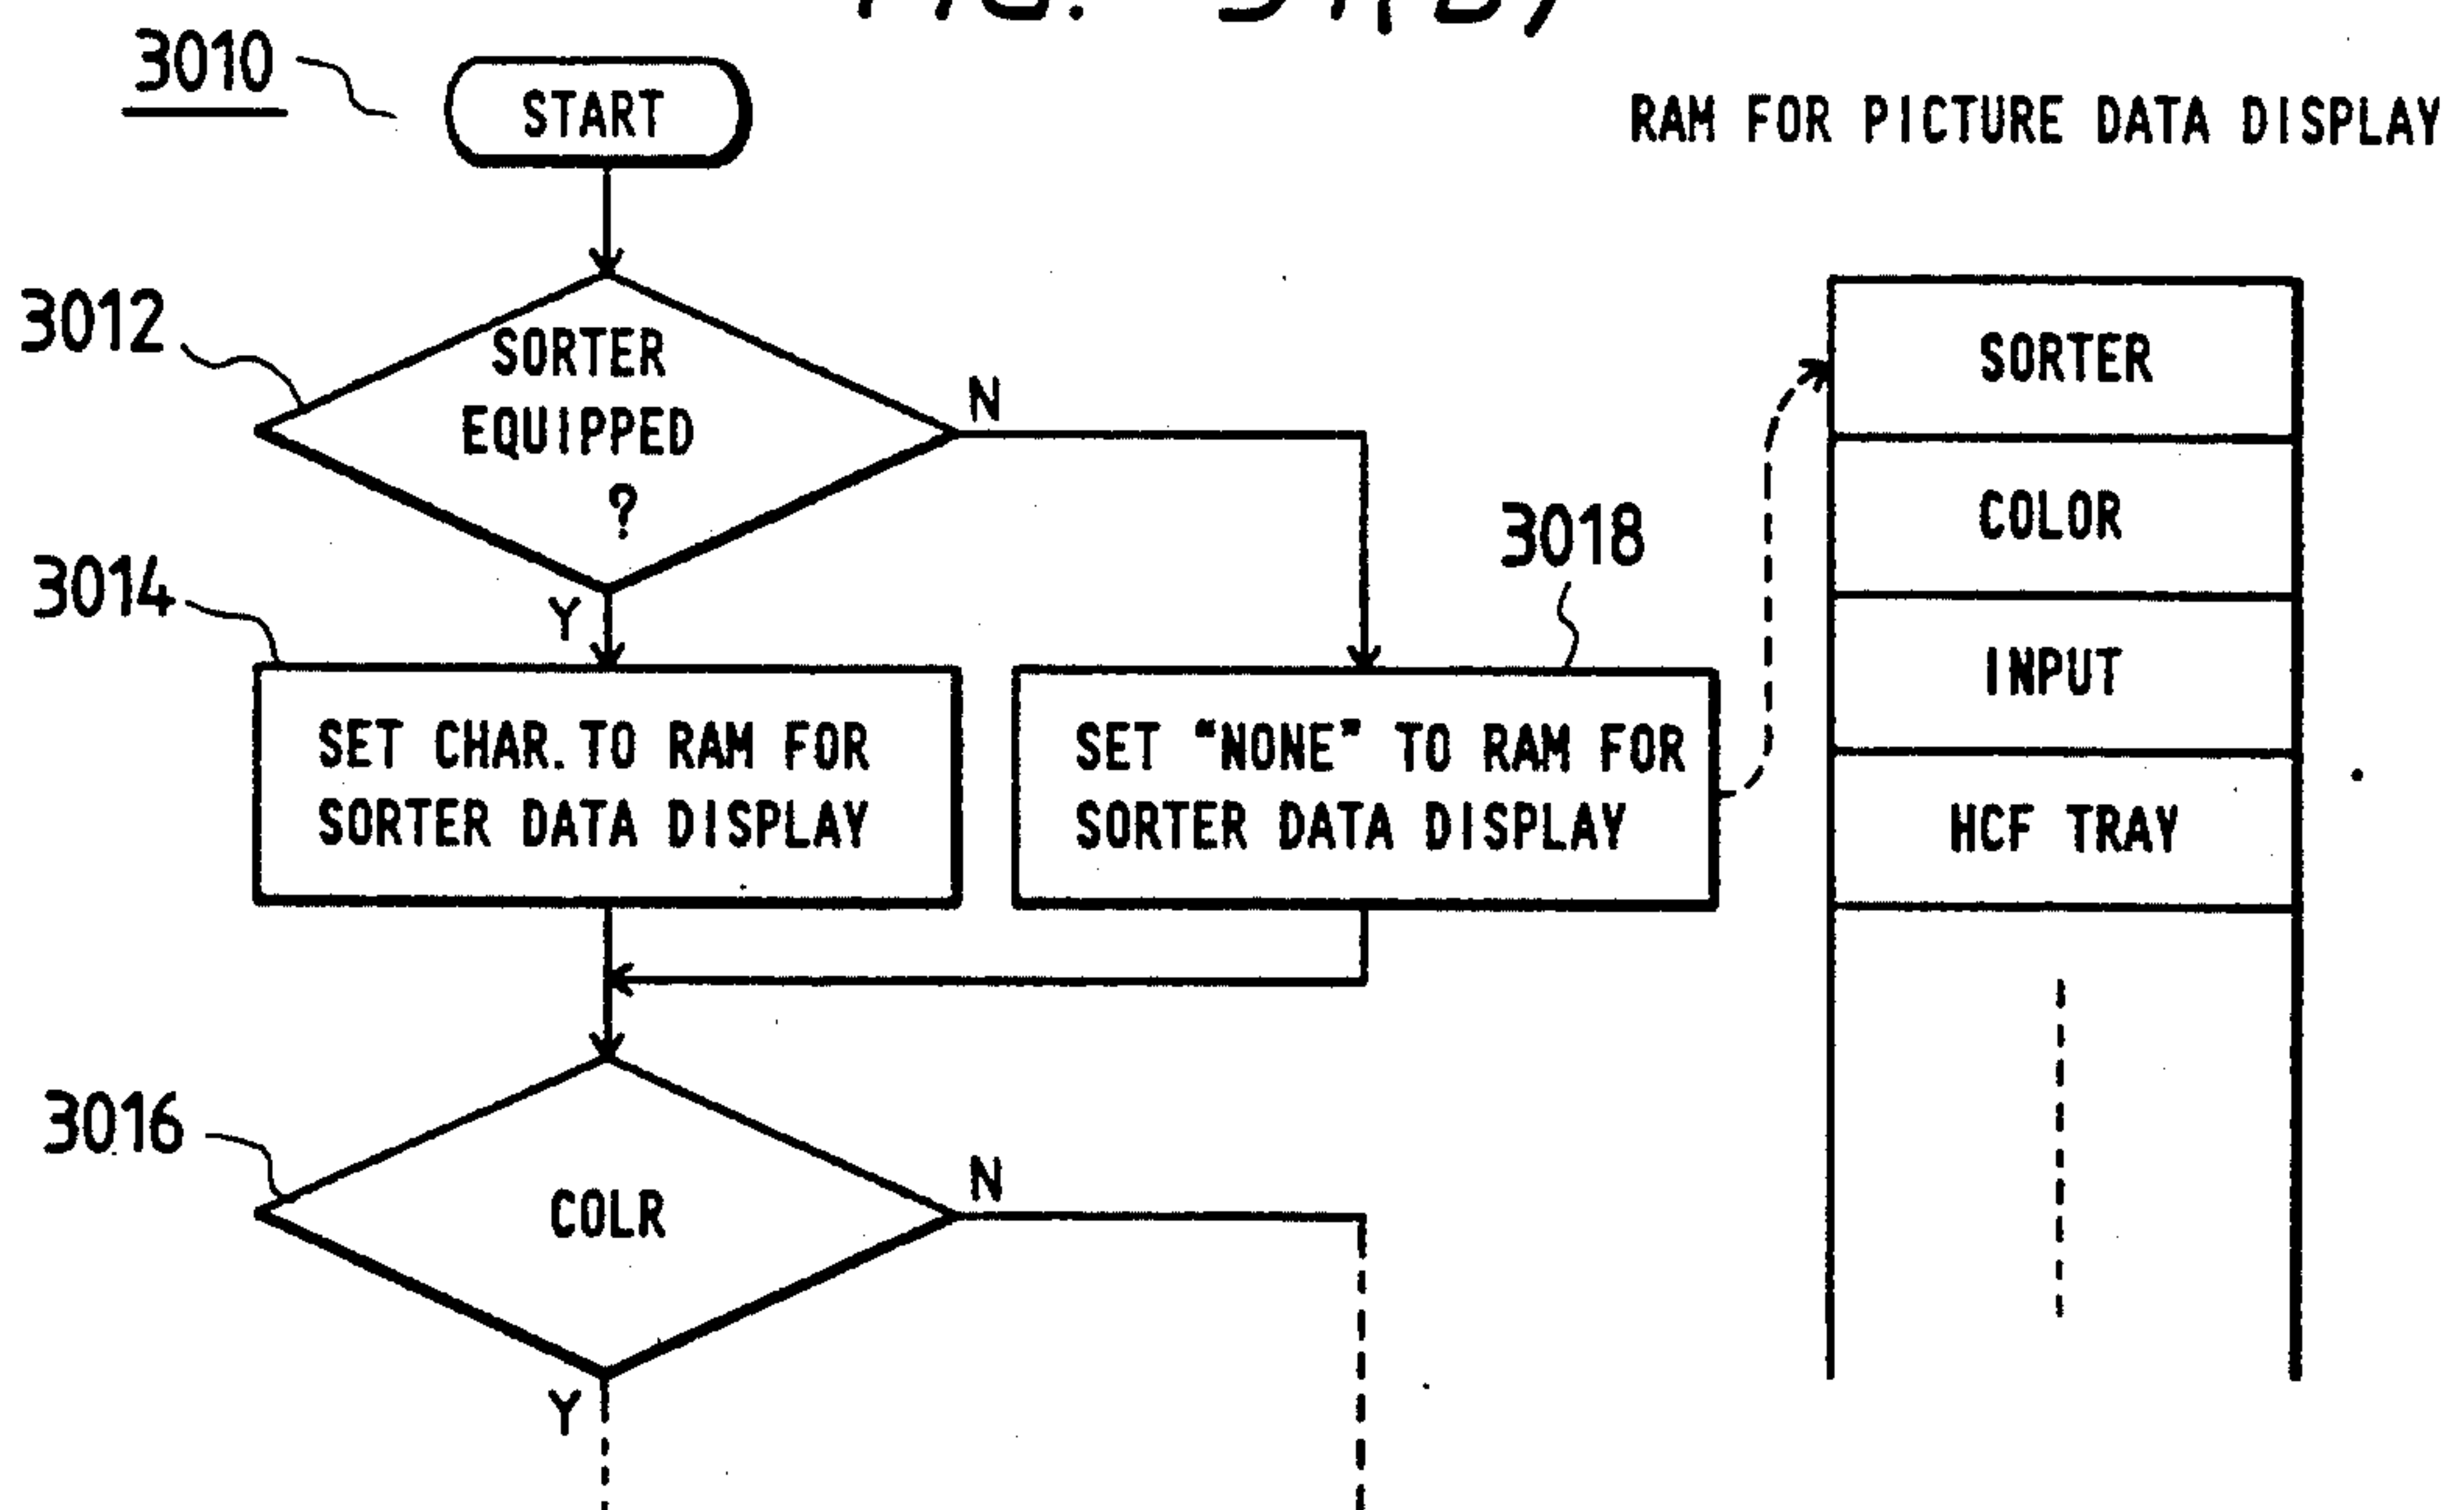 3010
START
RAM FOR PICTURE DATA DISPLAY
3012
SORTER
EQUIPPED
?
N
Y
3014
SET CHAR. TO RAM FOR
SORTER DATA DISPLAY
3018
SET “NONE” TO RAM FOR
SORTER DATA DISPLAY
SORTER
COLOR
INPUT
HCF TRAY
3016
COLR
N
Y